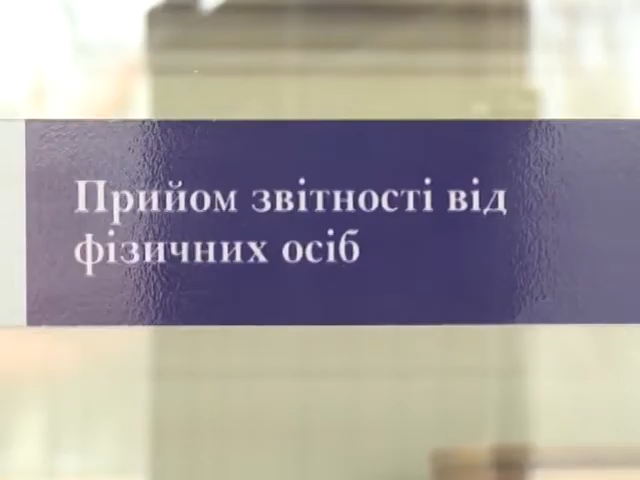 Прийом звітності від
фізичних осіб